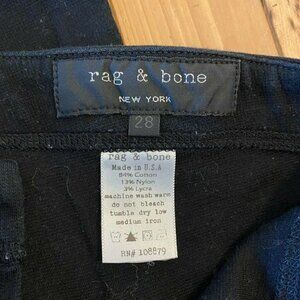 rag & bone
NEW YORK
28
rag & bone
Made in U.S.A
84% Cotton
13% Nylon
3% Lycra
machine wash warm
do not bleach
tumble dry low
medium iron
RN# 108879